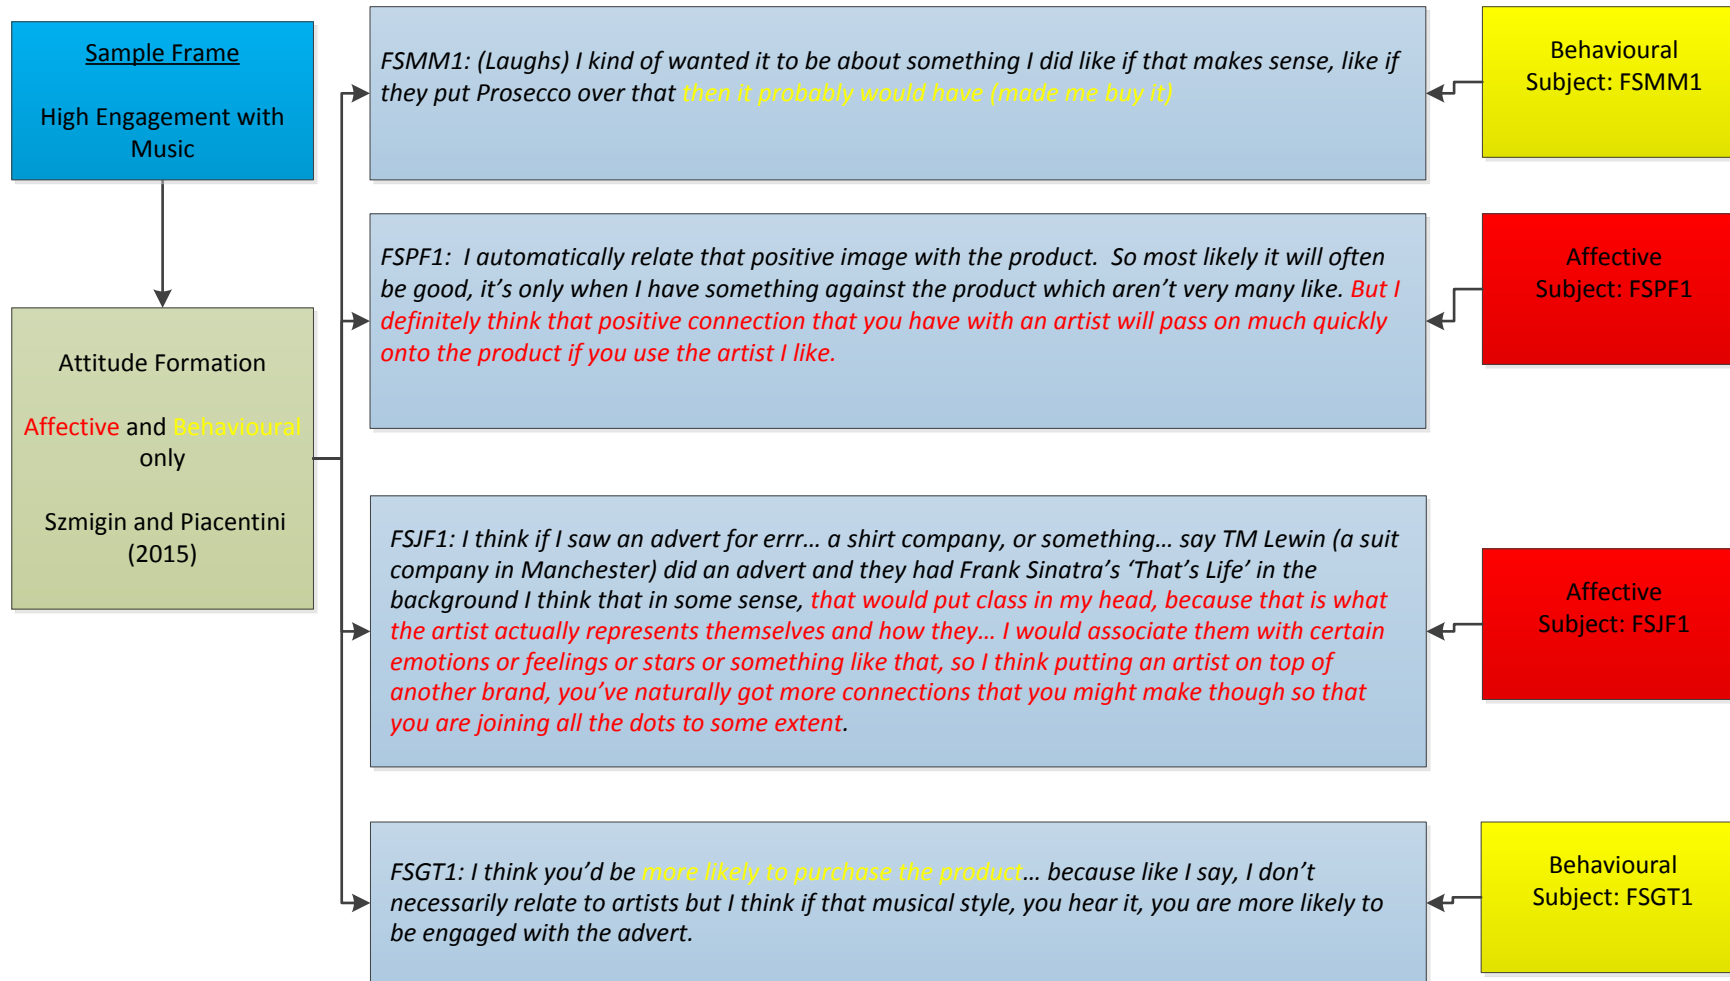 Sample Frame
High Engagement with
Music
Attitude Formation
Affective and Behavioural
only
Szmigin and Piacentini
(2015)
FSMM1: (Laughs) I kind of wanted it to be about something I did like if that makes sense, like if
they put Prosecco over that then it probably would have (made me buy it)
Behavioural
Subject: FSMM1
FSPF1:  I automatically relate that positive image with the product.  So most likely it will often
be good, it’s only when I have something against the product which aren’t very many like. But I
definitely think that positive connection that you have with an artist will pass on much quickly
onto the product if you use the artist I like.
Affective
Subject: FSPF1
FSJF1: I think if I saw an advert for errr… a shirt company, or something… say TM Lewin (a suit
company in Manchester) did an advert and they had Frank Sinatra’s ‘That’s Life’ in the
background I think that in some sense, that would put class in my head, because that is what
the artist actually represents themselves and how they… I would associate them with certain
emotions or feelings or stars or something like that, so I think putting an artist on top of
another brand, you’ve naturally got more connections that you might make though so that
you are joining all the dots to some extent.
Affective
Subject: FSJF1
FSGT1: I think you’d be more likely to purchase the product… because like I say, I don’t
necessarily relate to artists but I think if that musical style, you hear it, you are more likely to
be engaged with the advert.
Behavioural
Subject: FSGT1